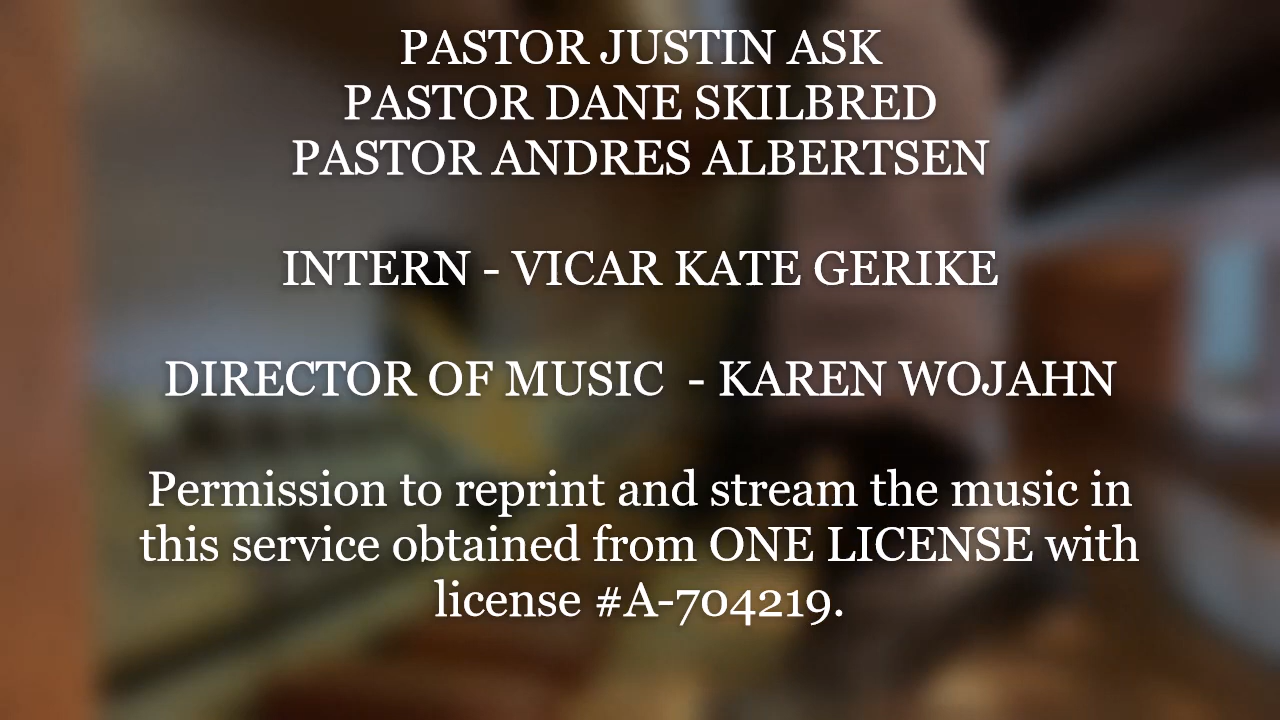 PASTOR JUSTIN ASK
PASTOR DANE SKILBRED
PASTOR ANDRES ALBERTSEN
INTERN - VICAR KATE GERIKE
DIRECTOR OF MUSIC  - KAREN WOJAHN
Permission to reprint and stream the music in
this service obtained from ONE LICENSE with
license #A-704219.